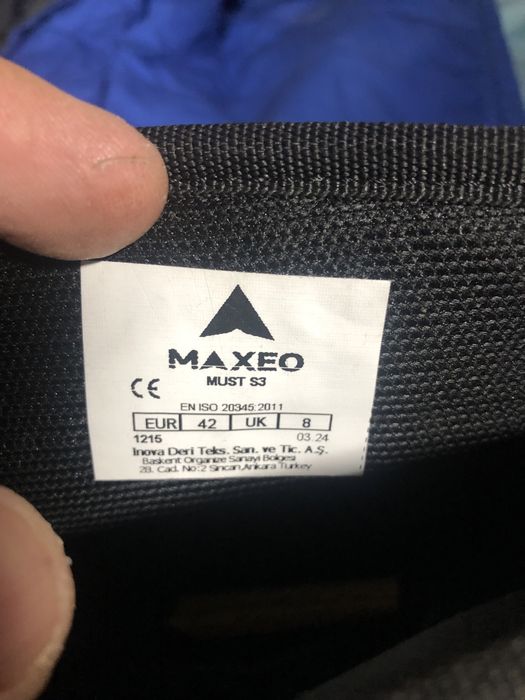 MAXEO
MUST S3
CE
EN ISO 20345:2011
EUR 42 UK 8
1215 03.24
İnova Deri Teks. San. ve Tic. A.Ş.
Başkent Organize Sanayi Bölgesi
28. Cad. No:2 Sincan,Ankara Turkey